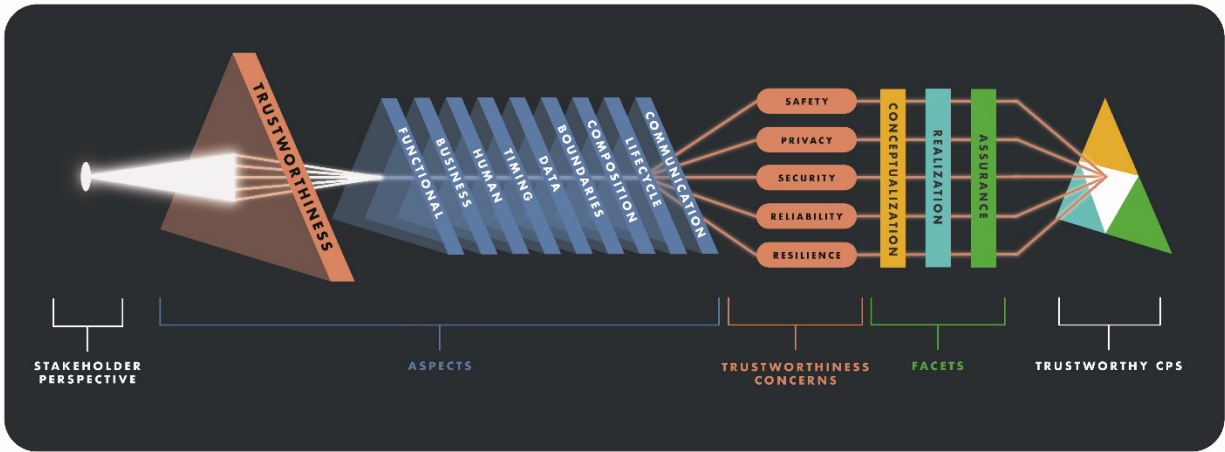 TRUSTWORTHINESS
FUNCTIONAL
BUSINESS
HUMAN
TIMING
DATA
BOUNDARIES
COMPOSITION
LIFECYCLE
COMMUNICATION
SAFETY
PRIVACY
SECURITY
RELIABILITY
RESILIENCE
CONCEPTUALIZATION
REALIZATION
ASSURANCE
STAKEHOLDER
PERSPECTIVE
ASPECTS
TRUSTWORTHINESS
CONCERNS
FACETS
TRUSTWORTHY CPS